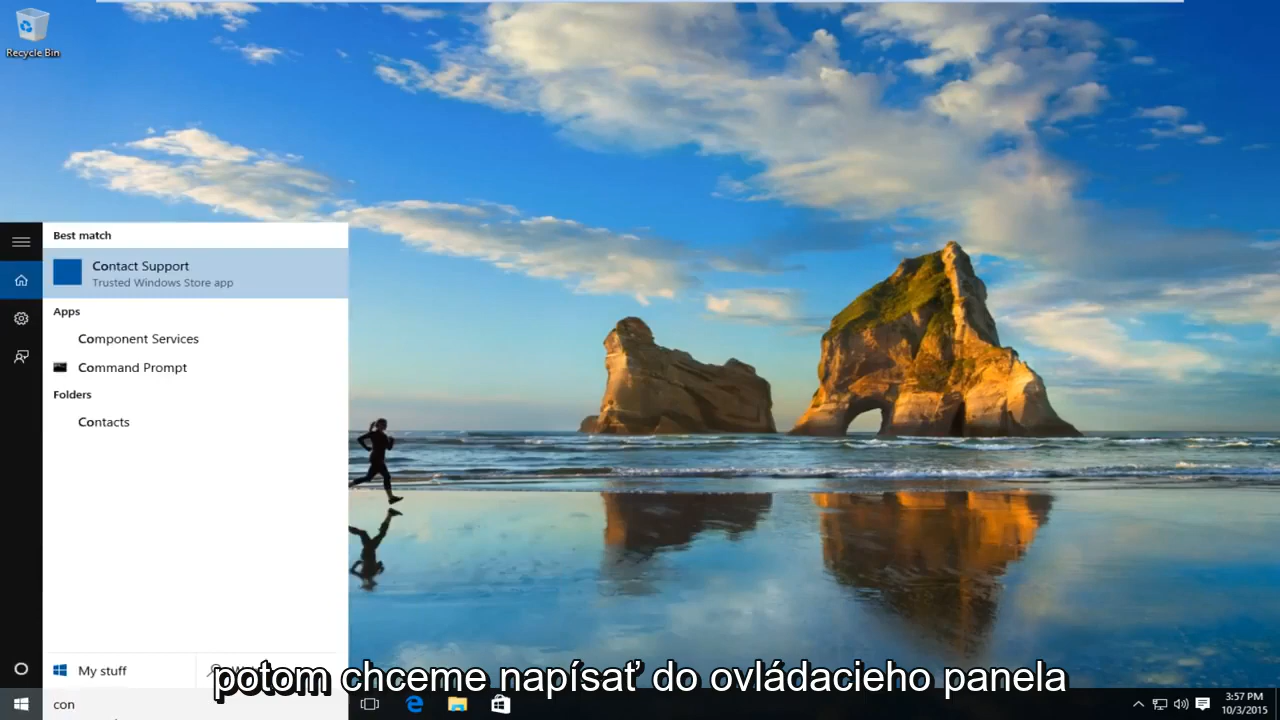 Recycle Bin
Best match
Contact Support
Trusted Windows Store app
Apps
Component Services
Command Prompt
Folders
Contacts
My stuff
potom chceme napísať do ovládacieho panela
con
3:57 PM
10/3/2015